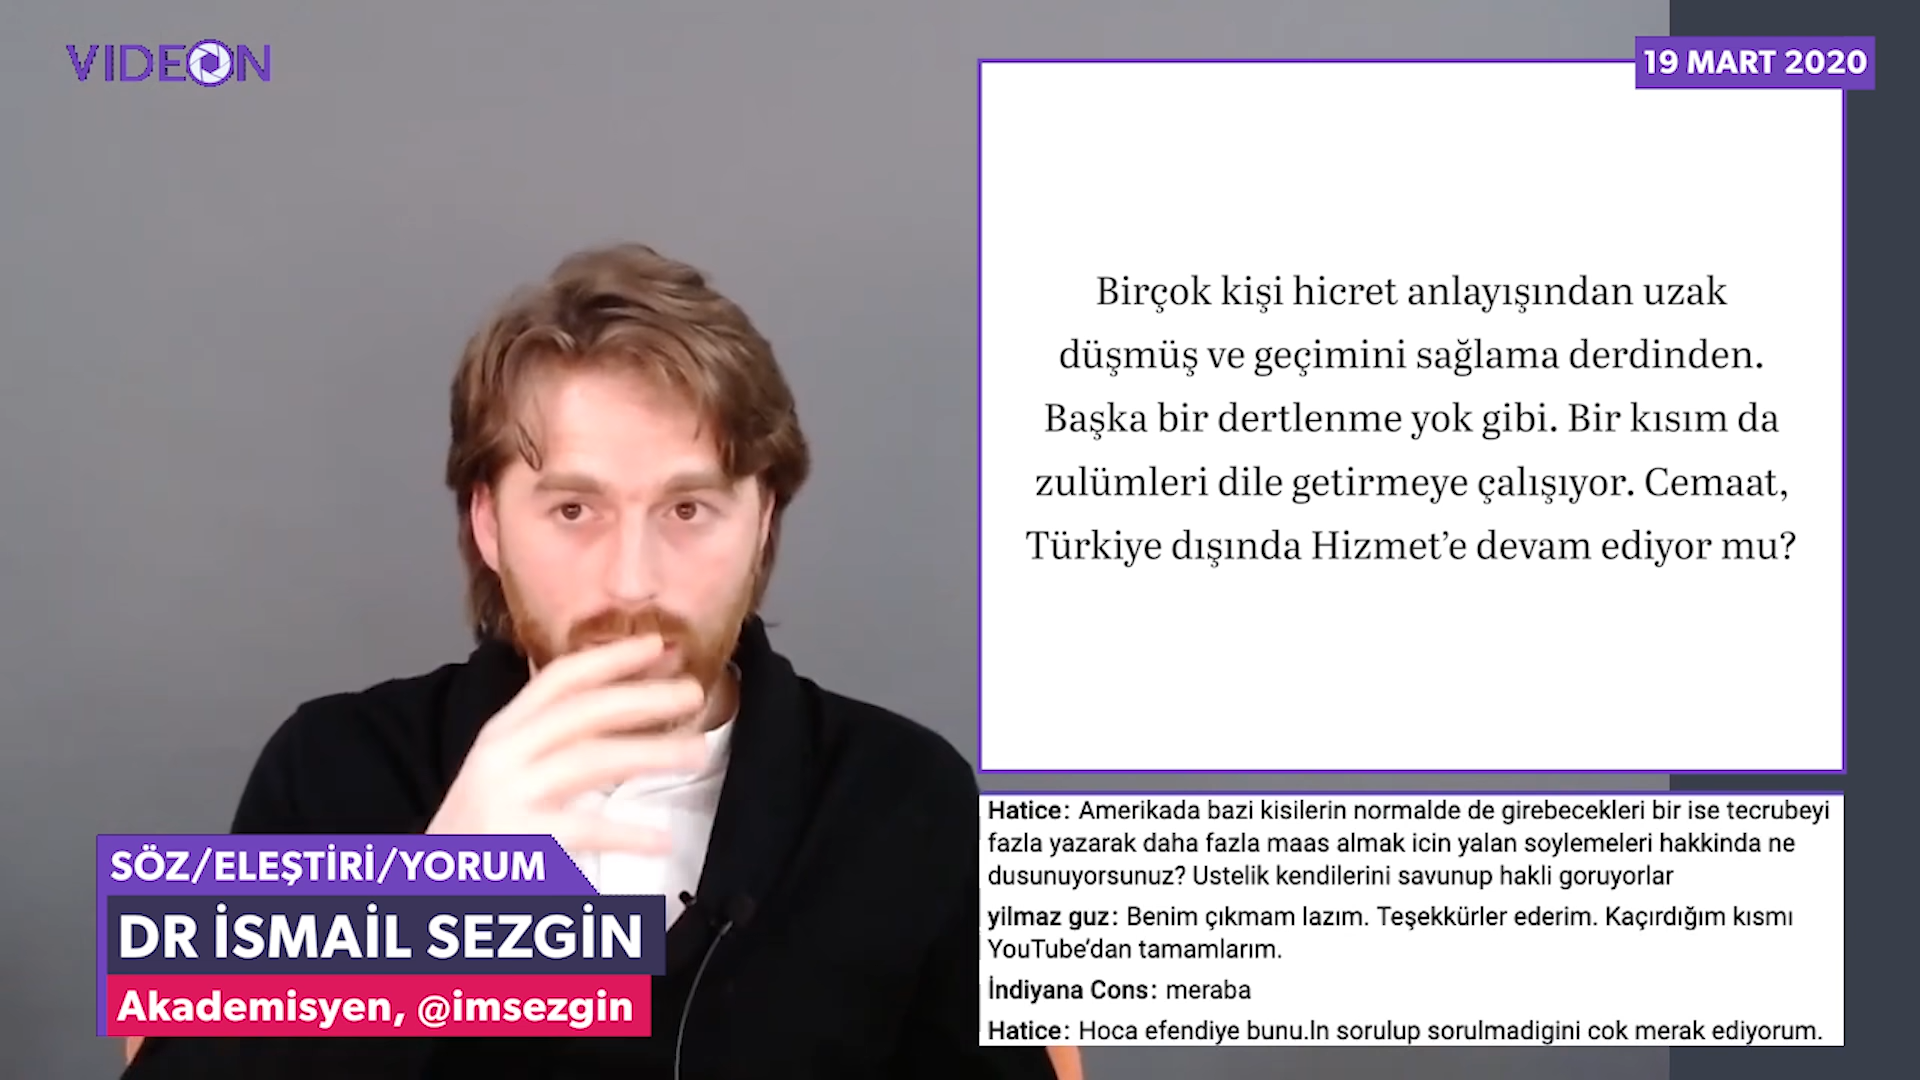 VIDEON
19 MART 2020
Birçok kişi hicret anlayışından uzak
düşmüş ve geçimini sağlama derdinden.
Başka bir dertlenme yok gibi. Bir kısım da
zulümleri dile getirmeye çalışıyor. Cemaat,
Türkiye dışında Hizmet’e devam ediyor mu?
Hatice: Amerikada bazi kisilerin normalde de girebecekleri bir ise tecrubeyi
fazla yazarak daha fazla maas almak icin yalan soylemeleri hakkinda ne
dusunuyorsunuz? Ustelik kendilerini savunup hakli goruyorlar
yilmaz guz: Benim çıkmam lazım. Teşekkürler ederim. Kaçırdığım kısmı
YouTube’dan tamamlarım.
İndiyana Cons: meraba
Hatice: Hoca efendiye bunu.ln sorulup sorulmadigini cok merak ediyorum.
SÖZ/ELEŞTİRİ/YORUM
DR İSMAİL SEZGİN
Akademisyen, @imsezgin